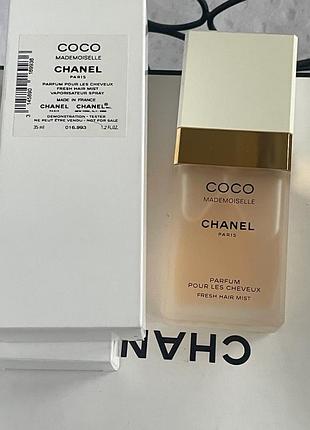 COCO
MADEMOISELLE
CHANEL
PARIS
PARFUM POUR LES CHEVEUX
FRESH HAIR MIST
VAPORISATEUR SPRAY
MADE IN FRANCE
CHANEL CHANEL
PARIS
DEMONSTRATION - TESTER
NE PEUT ÊTRE VENDU - NOT FOR SALE
35 ml 016.993 1.2 FL.OZ.
COCO
MADEMOISELLE
CHANEL
PARIS
PARFUM
POUR LES CHEVEUX
FRESH HAIR MIST
CHAN